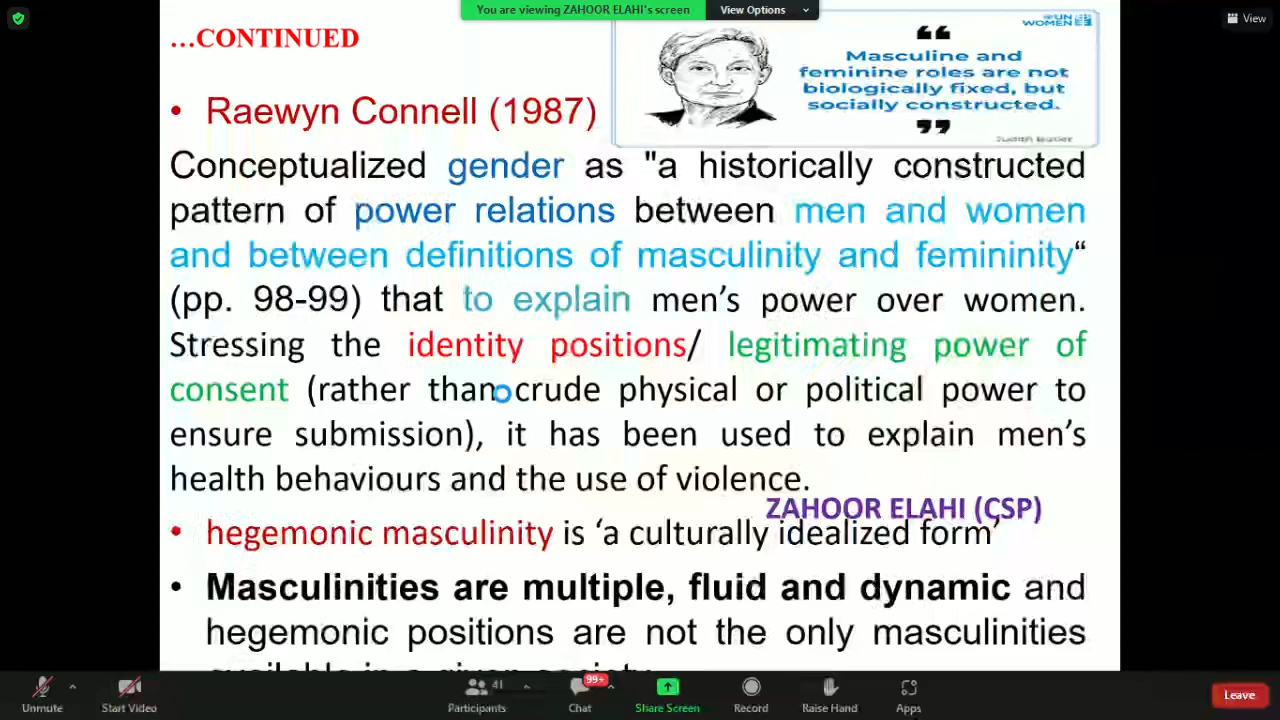 You are viewing ZAHOOR ELAHI's screen
View Options
View
…CONTINUED
UN
WOMEN
“
Masculine and
feminine roles are not
biologically fixed, but
socially constructed.
”
Judith Butler
• Raewyn Connell (1987)
Conceptualized gender as "a historically constructed
pattern of power relations between men and women
and between definitions of masculinity and femininity“
(pp. 98-99) that to explain men’s power over women.
Stressing the identity positions/ legitimating power of
consent (rather than crude physical or political power to
ensure submission), it has been used to explain men’s
health behaviours and the use of violence.
ZAHOOR ELAHI (CSP)
• hegemonic masculinity is ‘a culturally idealized form’
• Masculinities are multiple, fluid and dynamic and
hegemonic positions are not the only masculinities
available in a given society
Unmute
Start Video
41
Participants
99+
Chat
Share Screen
Record
Raise Hand
Apps
Leave